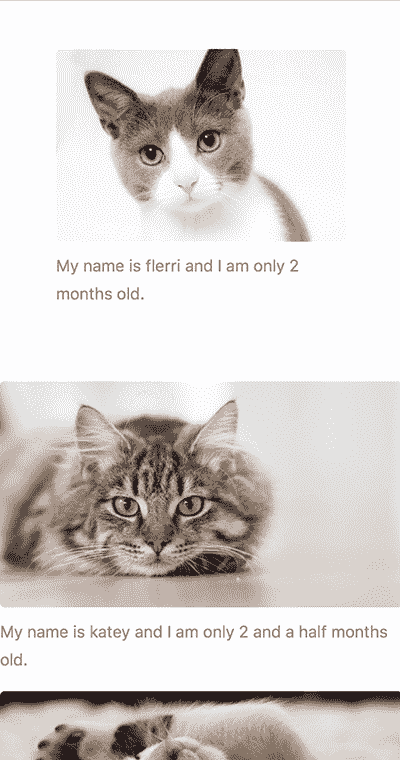 My name is flerri and I am only 2
months old.
My name is katey and I am only 2 and a half months
old.